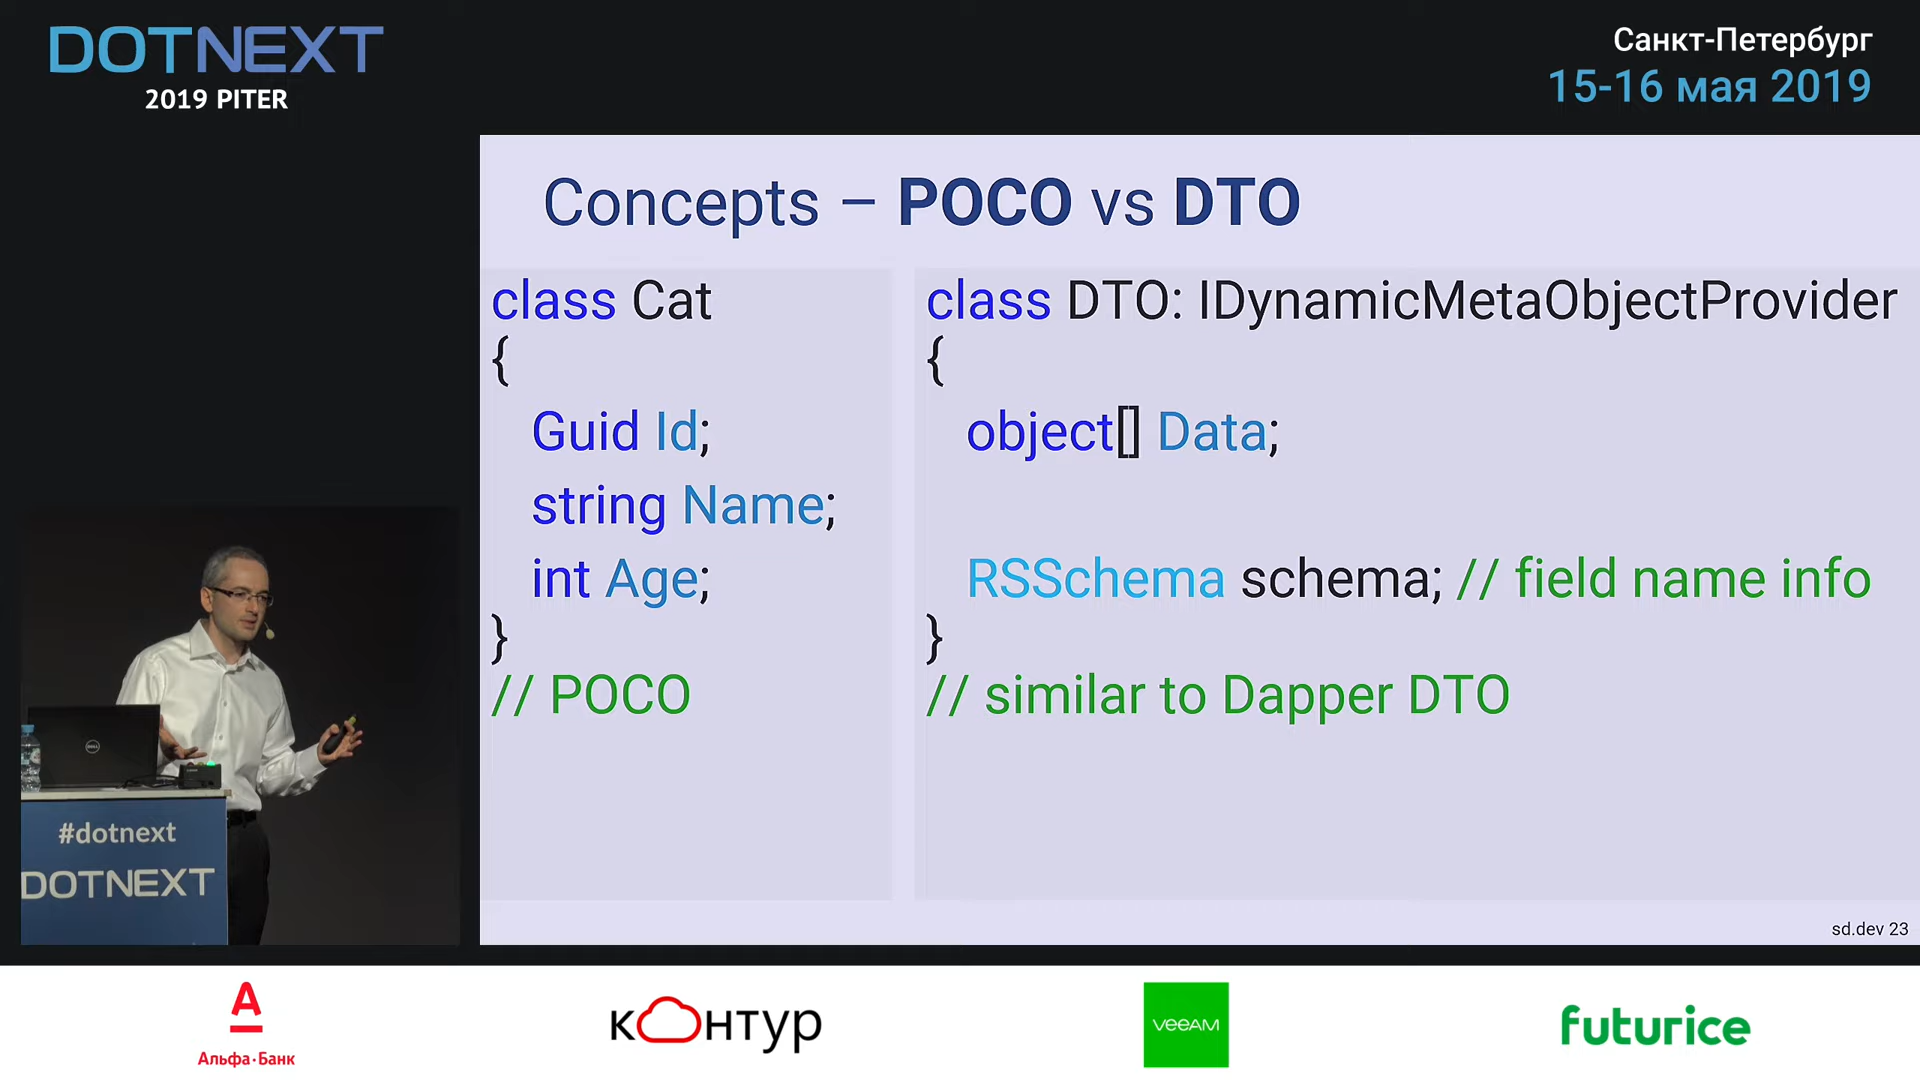 DOTNEXT
2019 PITER
Санкт-Петербург
15-16 мая 2019
Concepts – POCO vs DTO
class Cat
{
Guid Id;
string Name;
int Age;
}
// POCO
class DTO: IDynamicMetaObjectProvider
{
object[] Data;
RSSchema schema; // field name info
}
// similar to Dapper DTO
sd.dev 23
DELL
#dotnext
DOTNEXT
А
Альфа·Банк
контур
veeAM
futurice